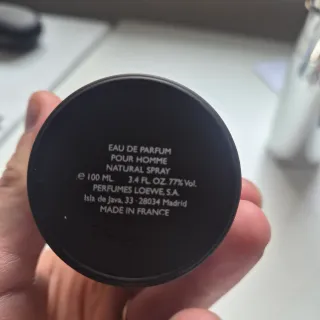 EAU DE PARFUM
POUR HOMME
NATURAL SPRAY
℮ 100 ML. 3.4 FL. OZ. 77% Vol.
PERFUMES LOEWE, S.A.
Isla de Java, 33 - 28034 Madrid
MADE IN FRANCE